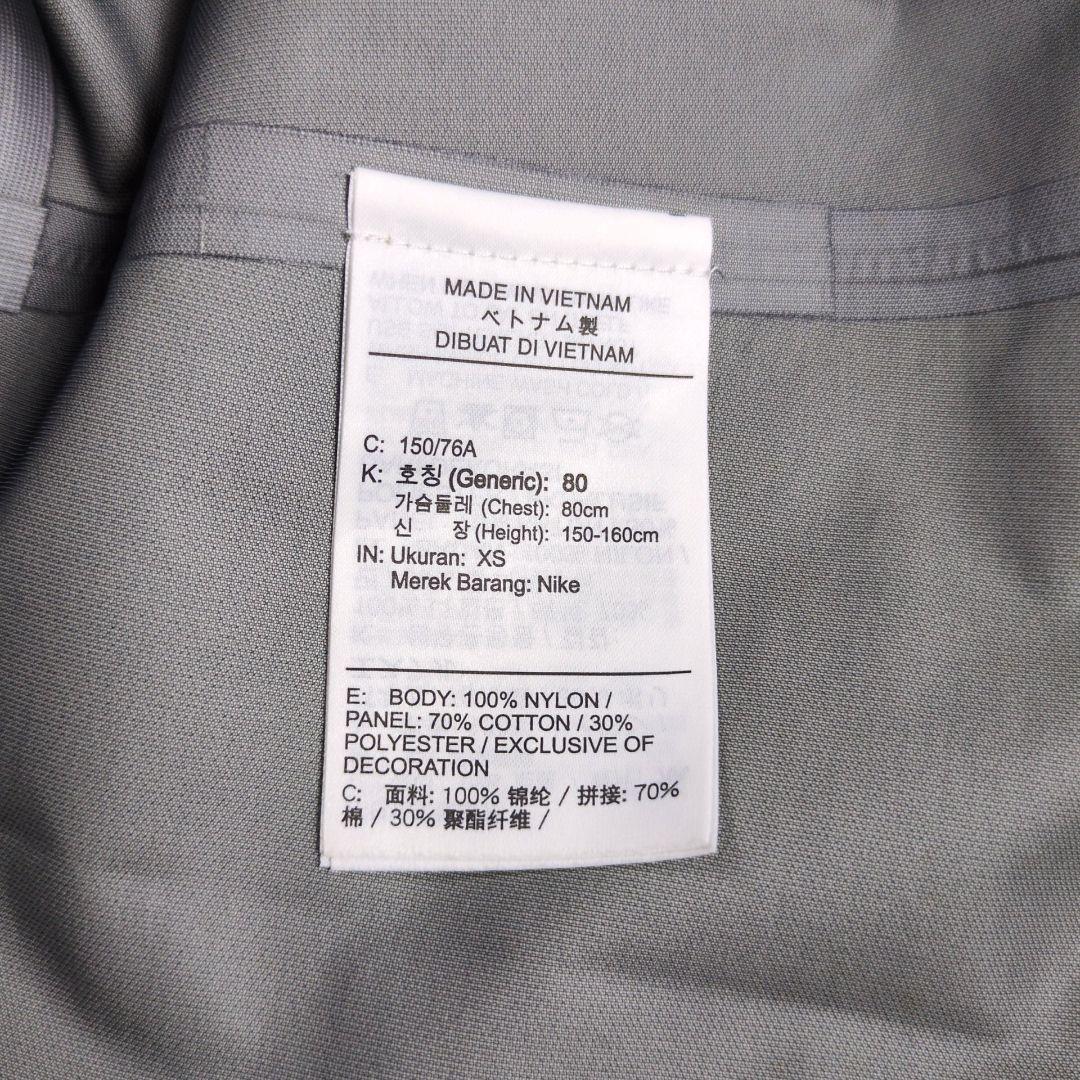 MADE IN VIETNAM
ベトナム製
DIBUAT DI VIETNAM
C: 150/76A
K: 호칭 (Generic): 80
가슴둘레 (Chest): 80cm
신 장 (Height): 150-160cm
IN: Ukuran: XS
Merek Barang: Nike
E: BODY: 100% NYLON /
PANEL: 70% COTTON / 30%
POLYESTER / EXCLUSIVE OF
DECORATION
C: 面料: 100% 锦纶 / 拼接: 70%
棉 / 30% 聚酯纤维 /